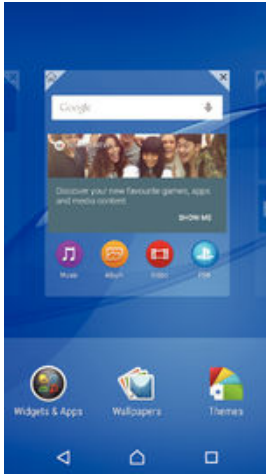 Google
Discover your new favourite games, apps
and media content
SHOW ME
Music
Album
Video
Widgets & Apps
Wallpapers
Themes